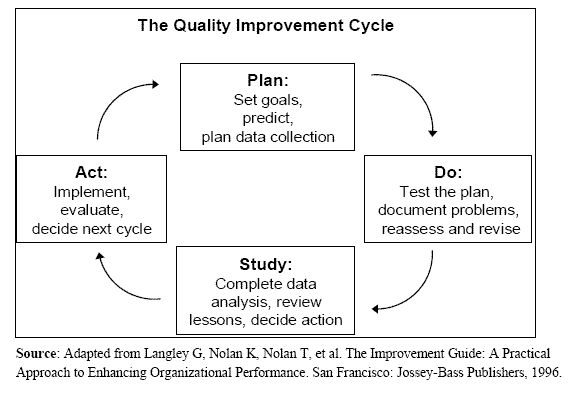 The Quality Improvement Cycle
Plan:
Set goals,
predict,
plan data collection
Do:
Test the plan,
document problems,
reassess and revise
Study:
Complete data
analysis, review
lessons, decide action
Act:
Implement,
evaluate,
decide next cycle
Source: Adapted from Langley G, Nolan K, Nolan T, et al. The Improvement Guide: A Practical
Approach to Enhancing Organizational Performance. San Francisco: Jossey-Bass Publishers, 1996.